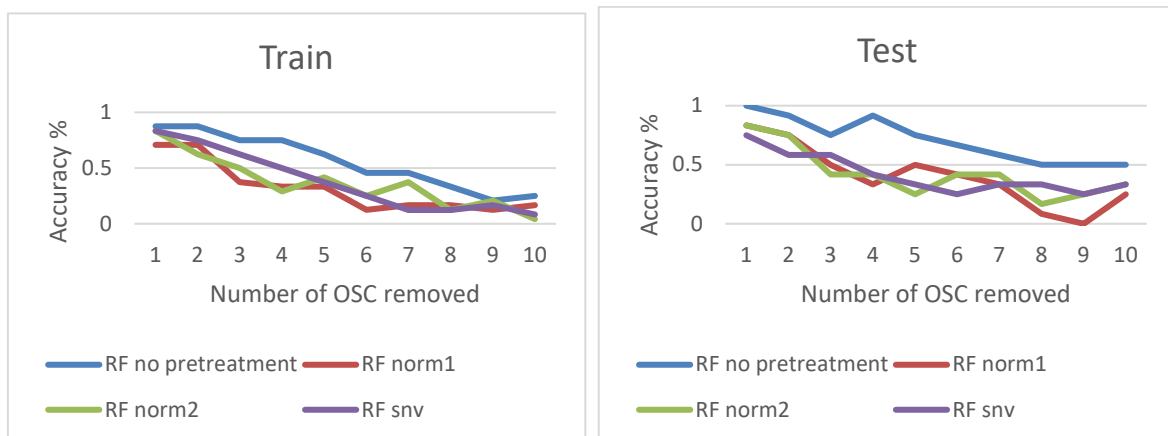 Train
1
0.5
0
Accuracy %
1 2 3 4 5 6 7 8 9 10
Number of OSC removed
RF no pretreatment RF norm1
RF norm2 RF snv
Test
1
0.5
0
Accuracy %
1 2 3 4 5 6 7 8 9 10
Number of OSC removed
RF no pretreatment RF norm1
RF norm2 RF snv